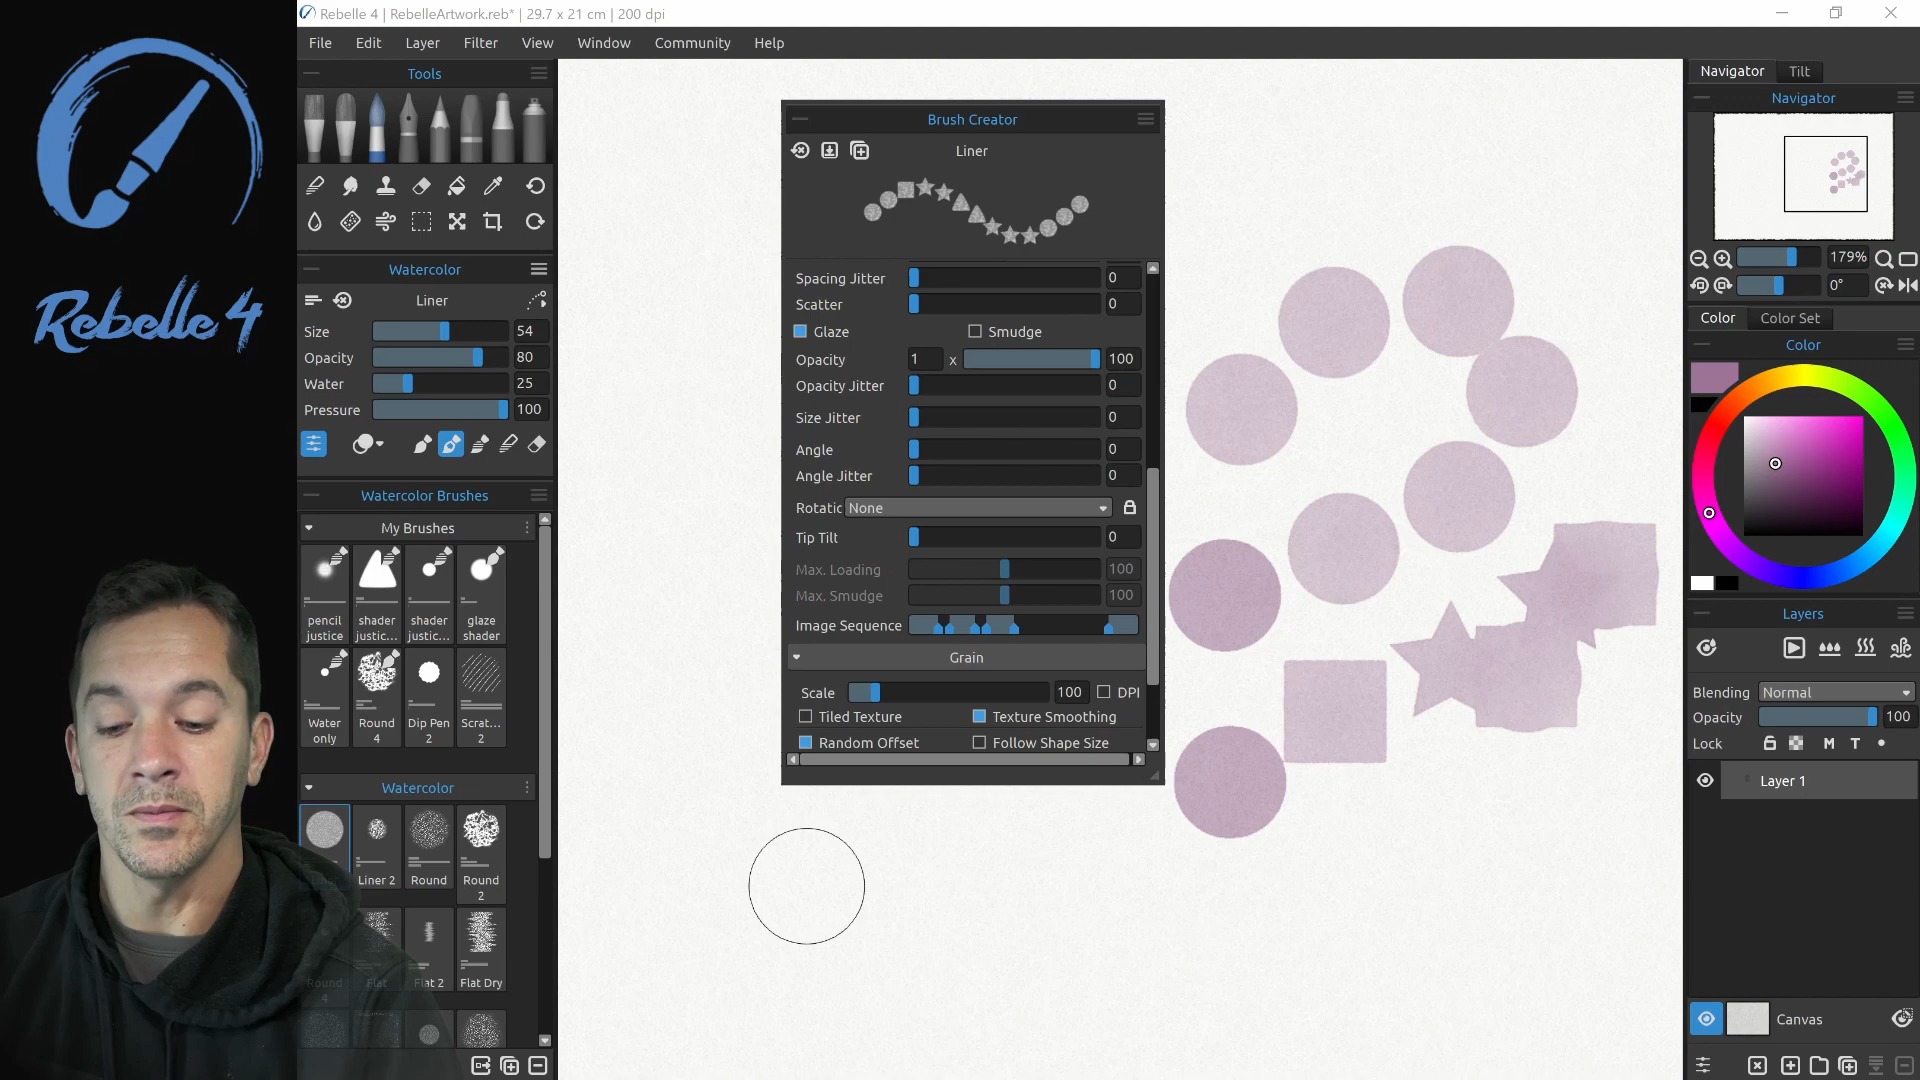 Rebelle 4 | RebelleArtwork.reb* | 29.7 x 21 cm | 200 dpi
File Edit Layer Filter View Window Community Help
Rebelle 4
Tools
Watercolor
Liner
Size 54
Opacity 80
Water 25
Pressure 100
Watercolor Brushes
My Brushes
pencil justice
shader justic...
shader justic...
glaze shader
Water only
Round 4
Dip Pen 2
Scrat... 2
Watercolor
Liner 2
Round
Round 2
Round 4
Flat
Flat 2
Flat Dry
Brush Creator
Liner
Spacing Jitter 0
Scatter 0
Glaze Smudge
Opacity 1 x 100
Opacity Jitter 0
Size Jitter 0
Angle 0
Angle Jitter 0
Rotatic None
Tip Tilt 0
Max. Loading 100
Max. Smudge 100
Image Sequence
Grain
Scale 100 DPI
Tiled Texture Texture Smoothing
Random Offset Follow Shape Size
Navigator Tilt
Navigator
179%
0°
Color Color Set
Color
Layers
Blending Normal
Opacity 100
Lock M T
Layer 1
Canvas